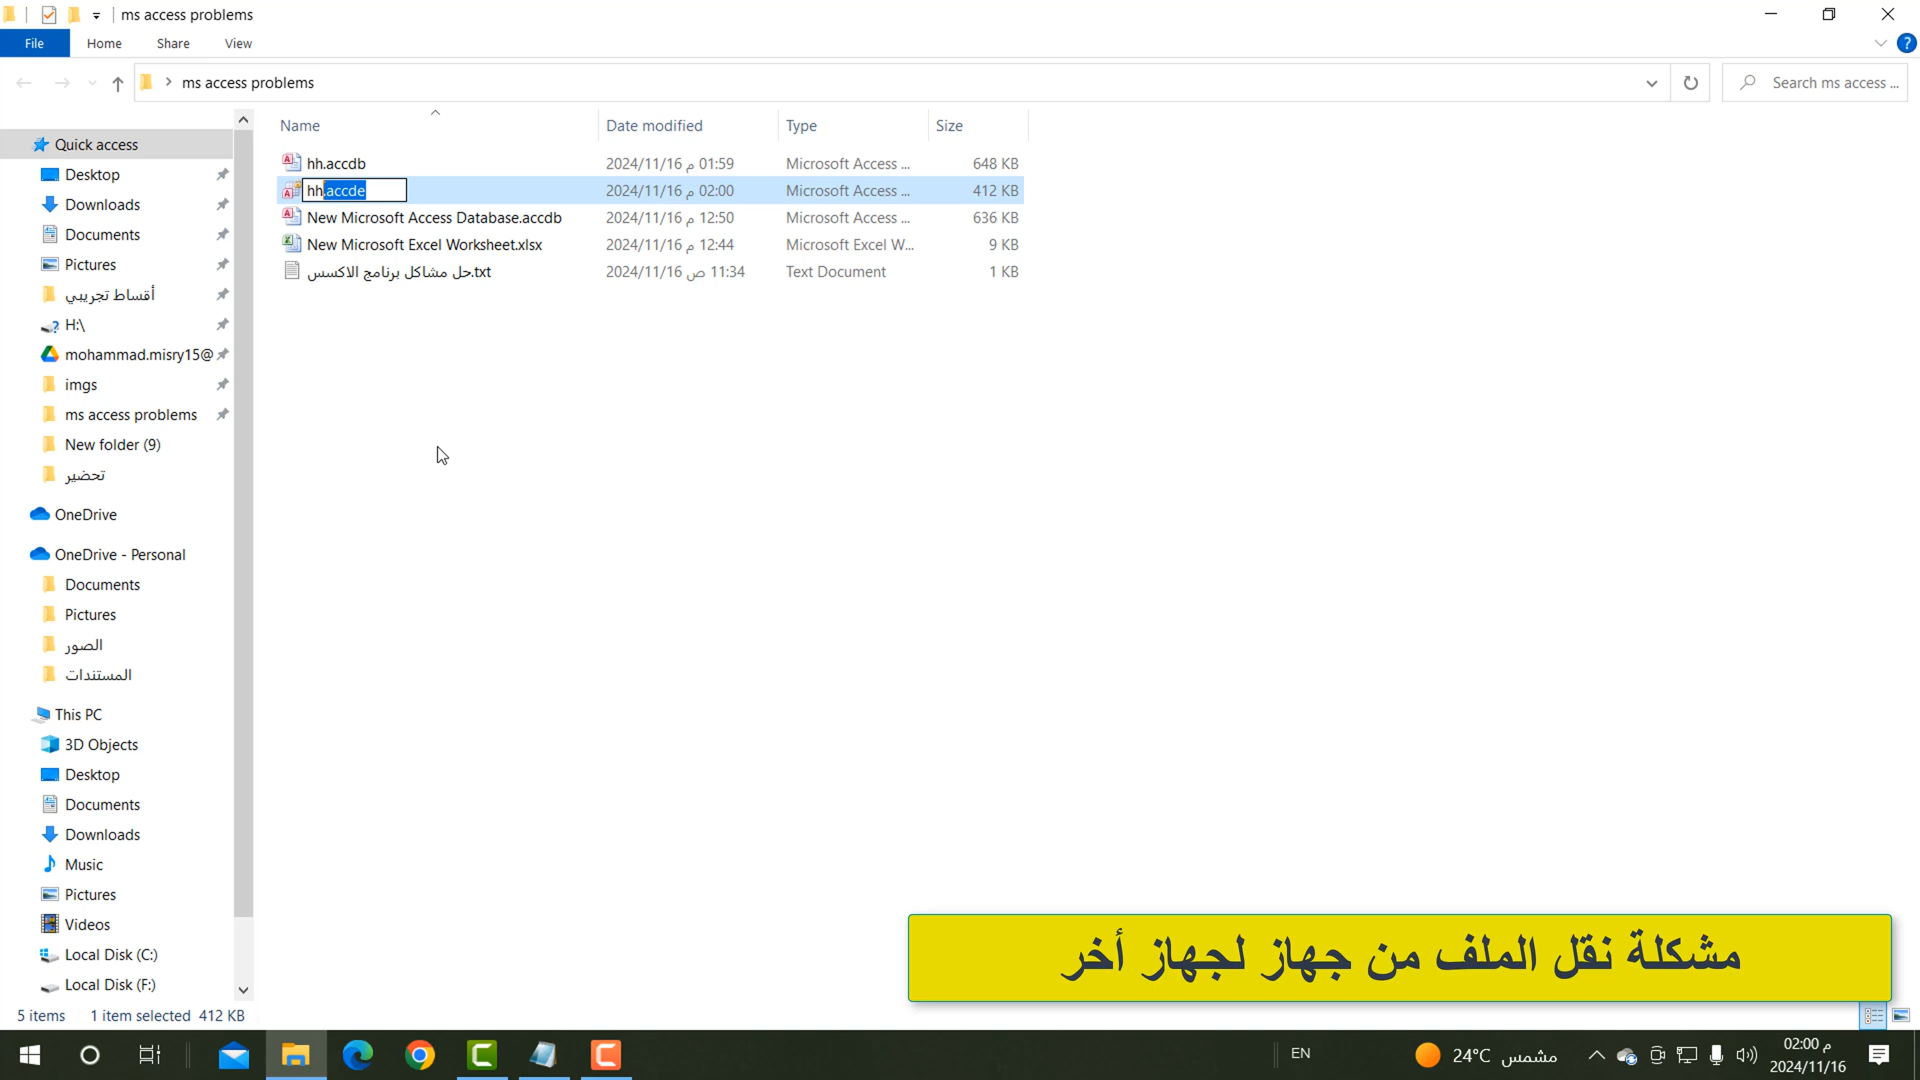 ms access problems
File Home Share View
ms access problems
Search ms access ...
Name Date modified Type Size
hh.accdb 2024/11/16 م 01:59 Microsoft Access ... 648 KB
hh.accde 2024/11/16 م 02:00 Microsoft Access ... 412 KB
New Microsoft Access Database.accdb 2024/11/16 م 12:50 Microsoft Access ... 636 KB
New Microsoft Excel Worksheet.xlsx 2024/11/16 م 12:44 Microsoft Excel W... 9 KB
حل مشاكل برنامج الاكسس.txt 2024/11/16 ص 11:34 Text Document 1 KB
Quick access
Desktop
Downloads
Documents
Pictures
أقساط تجريبي
H:\
mohammad.misry15@
imgs
ms access problems
New folder (9)
تحضير
OneDrive
OneDrive - Personal
Documents
Pictures
الصور
المستندات
This PC
3D Objects
Desktop
Documents
Downloads
Music
Pictures
Videos
Local Disk (C:)
Local Disk (F:)
مشكلة نقل الملف من جهاز لجهاز أخر
5 items 1 item selected 412 KB
EN
24°C مشمس
02:00 م
2024/11/16